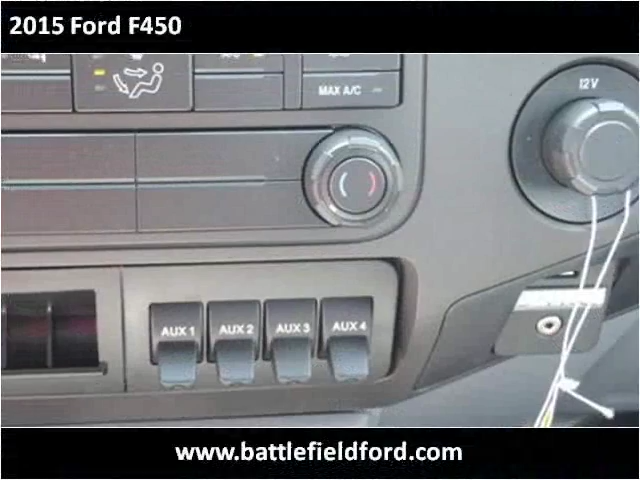 2015 Ford F450
MAX A/C
12V
AUX 1 AUX 2 AUX 3 AUX 4
www.battlefieldford.com